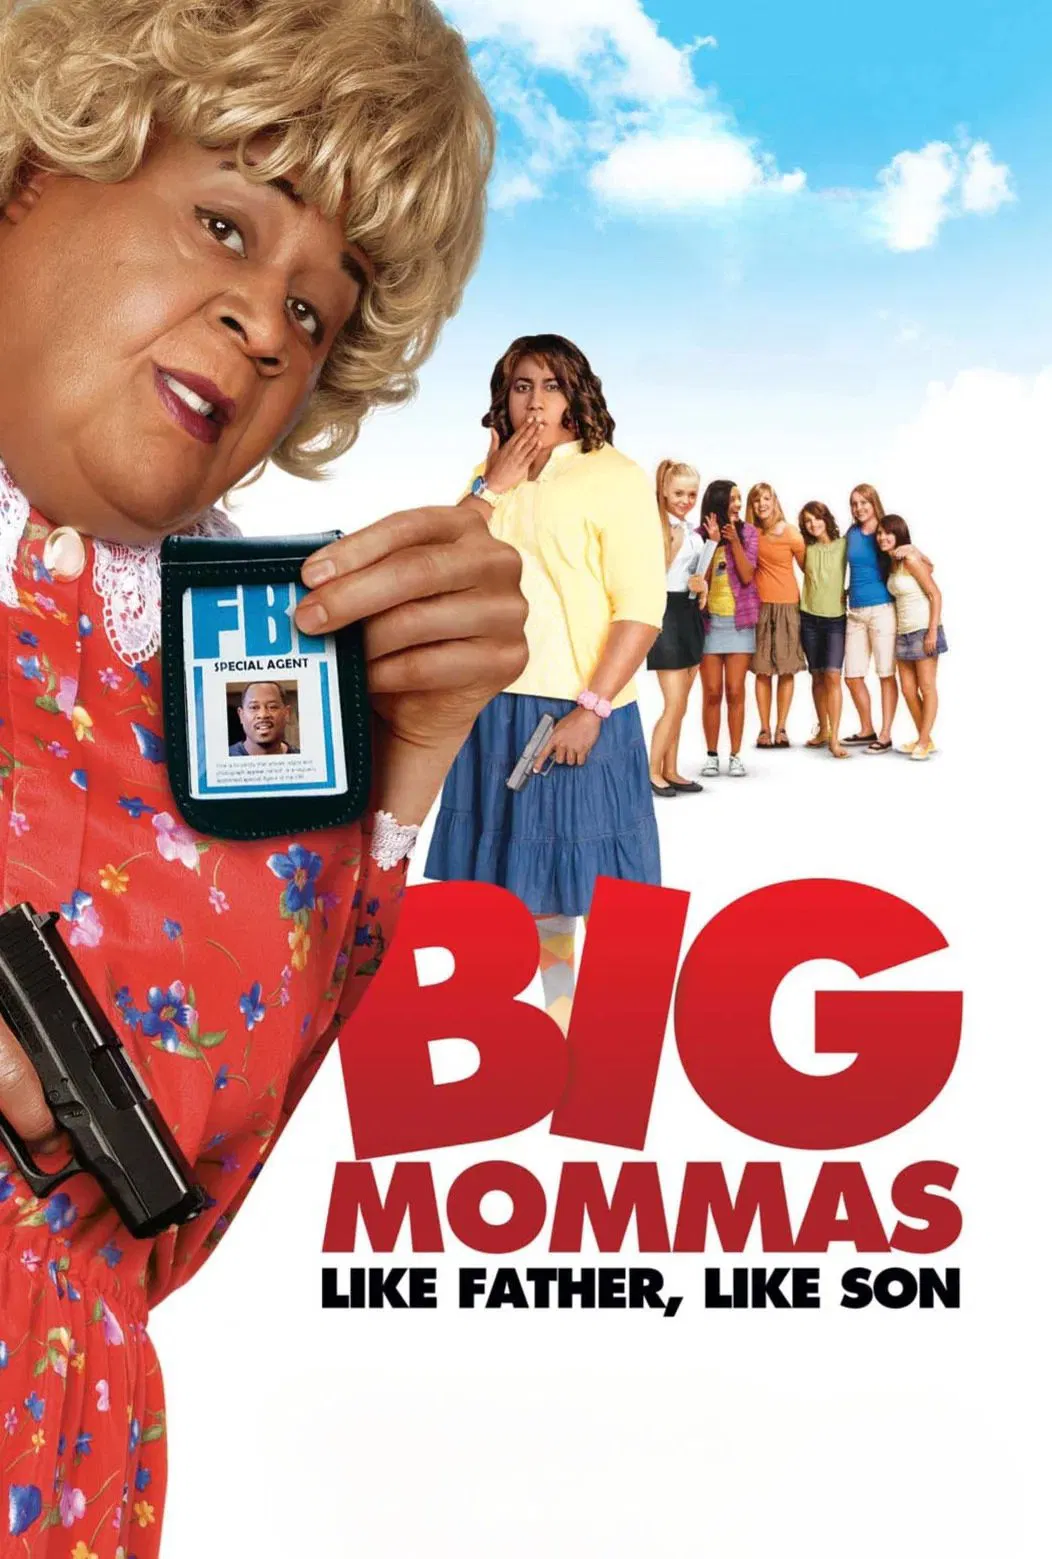 FBI
SPECIAL AGENT
BIG
MOMMAS
LIKE FATHER, LIKE SON